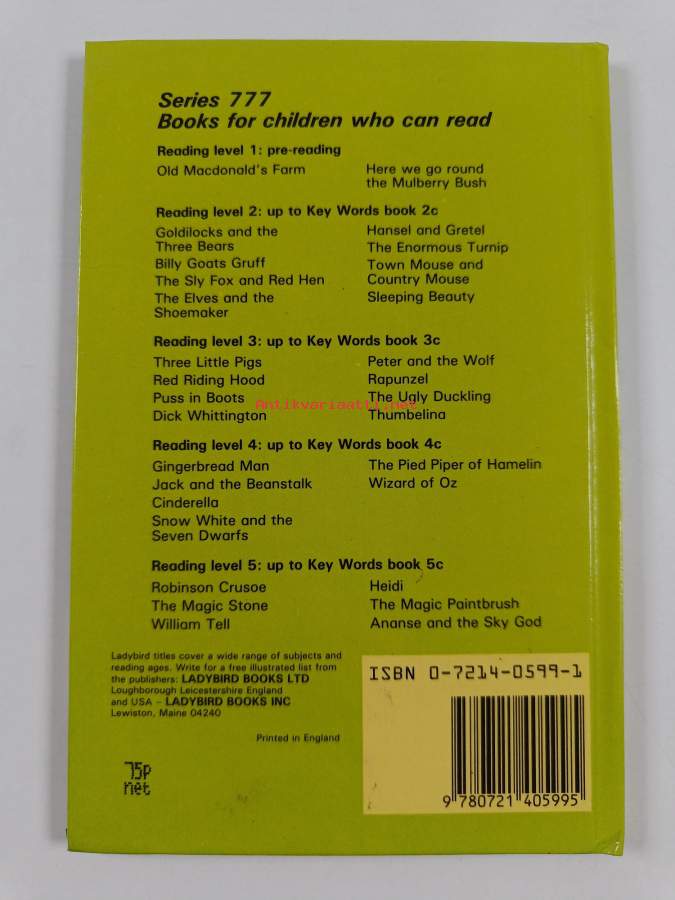 Series 777
Books for children who can read
Reading level 1: pre-reading
Old Macdonald's Farm
Here we go round
the Mulberry Bush
Reading level 2: up to Key Words book 2c
Goldilocks and the
Three Bears
Billy Goats Gruff
The Sly Fox and Red Hen
The Elves and the
Shoemaker
Hansel and Gretel
The Enormous Turnip
Town Mouse and
Country Mouse
Sleeping Beauty
Reading level 3: up to Key Words book 3c
Three Little Pigs
Red Riding Hood
Puss in Boots
Dick Whittington
Peter and the Wolf
Rapunzel
The Ugly Duckling
Thumbelina
Antikvariaatti.net
Reading level 4: up to Key Words book 4c
Gingerbread Man
Jack and the Beanstalk
Cinderella
Snow White and the
Seven Dwarfs
The Pied Piper of Hamelin
Wizard of Oz
Reading level 5: up to Key Words book 5c
Robinson Crusoe
The Magic Stone
William Tell
Heidi
The Magic Paintbrush
Ananse and the Sky God
Ladybird titles cover a wide range of subjects and
reading ages. Write for a free illustrated list from
the publishers: LADYBIRD BOOKS LTD
Loughborough Leicestershire England
and USA – LADYBIRD BOOKS INC
Lewiston, Maine 04240
Printed in England
75p
net
ISBN 0-7214-0599-1
9 780721 405995